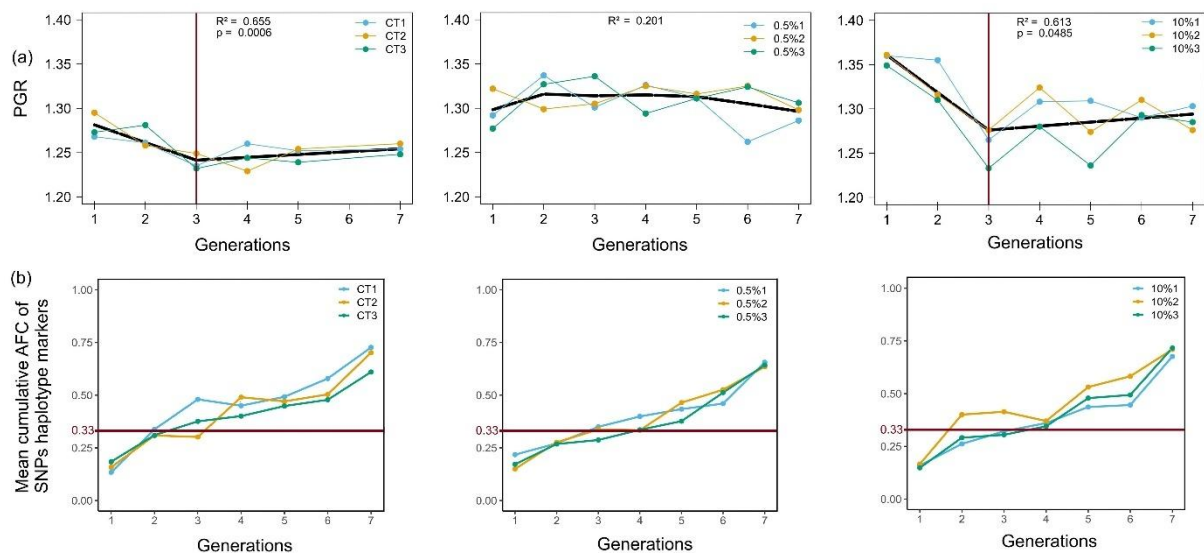 (a)
PGR
1.40
1.35
1.30
1.25
1.20
R² = 0.655
p = 0.0006
CT1
CT2
CT3
1 2 3 4 5 6 7
Generations
1.40
1.35
1.30
1.25
1.20
R² = 0.201
0.5%1
0.5%2
0.5%3
1 2 3 4 5 6 7
Generations
1.40
1.35
1.30
1.25
1.20
R² = 0.613
p = 0.0485
10%1
10%2
10%3
1 2 3 4 5 6 7
Generations
(b)
Mean cumulative AFC of
SNPs haplotype markers
1.00
0.75
0.50
0.33
0.25
0.00
CT1
CT2
CT3
1 2 3 4 5 6 7
Generations
1.00
0.75
0.50
0.33
0.25
0.00
0.5%1
0.5%2
0.5%3
1 2 3 4 5 6 7
Generations
1.00
0.75
0.50
0.33
0.25
0.00
10%1
10%2
10%3
1 2 3 4 5 6 7
Generations